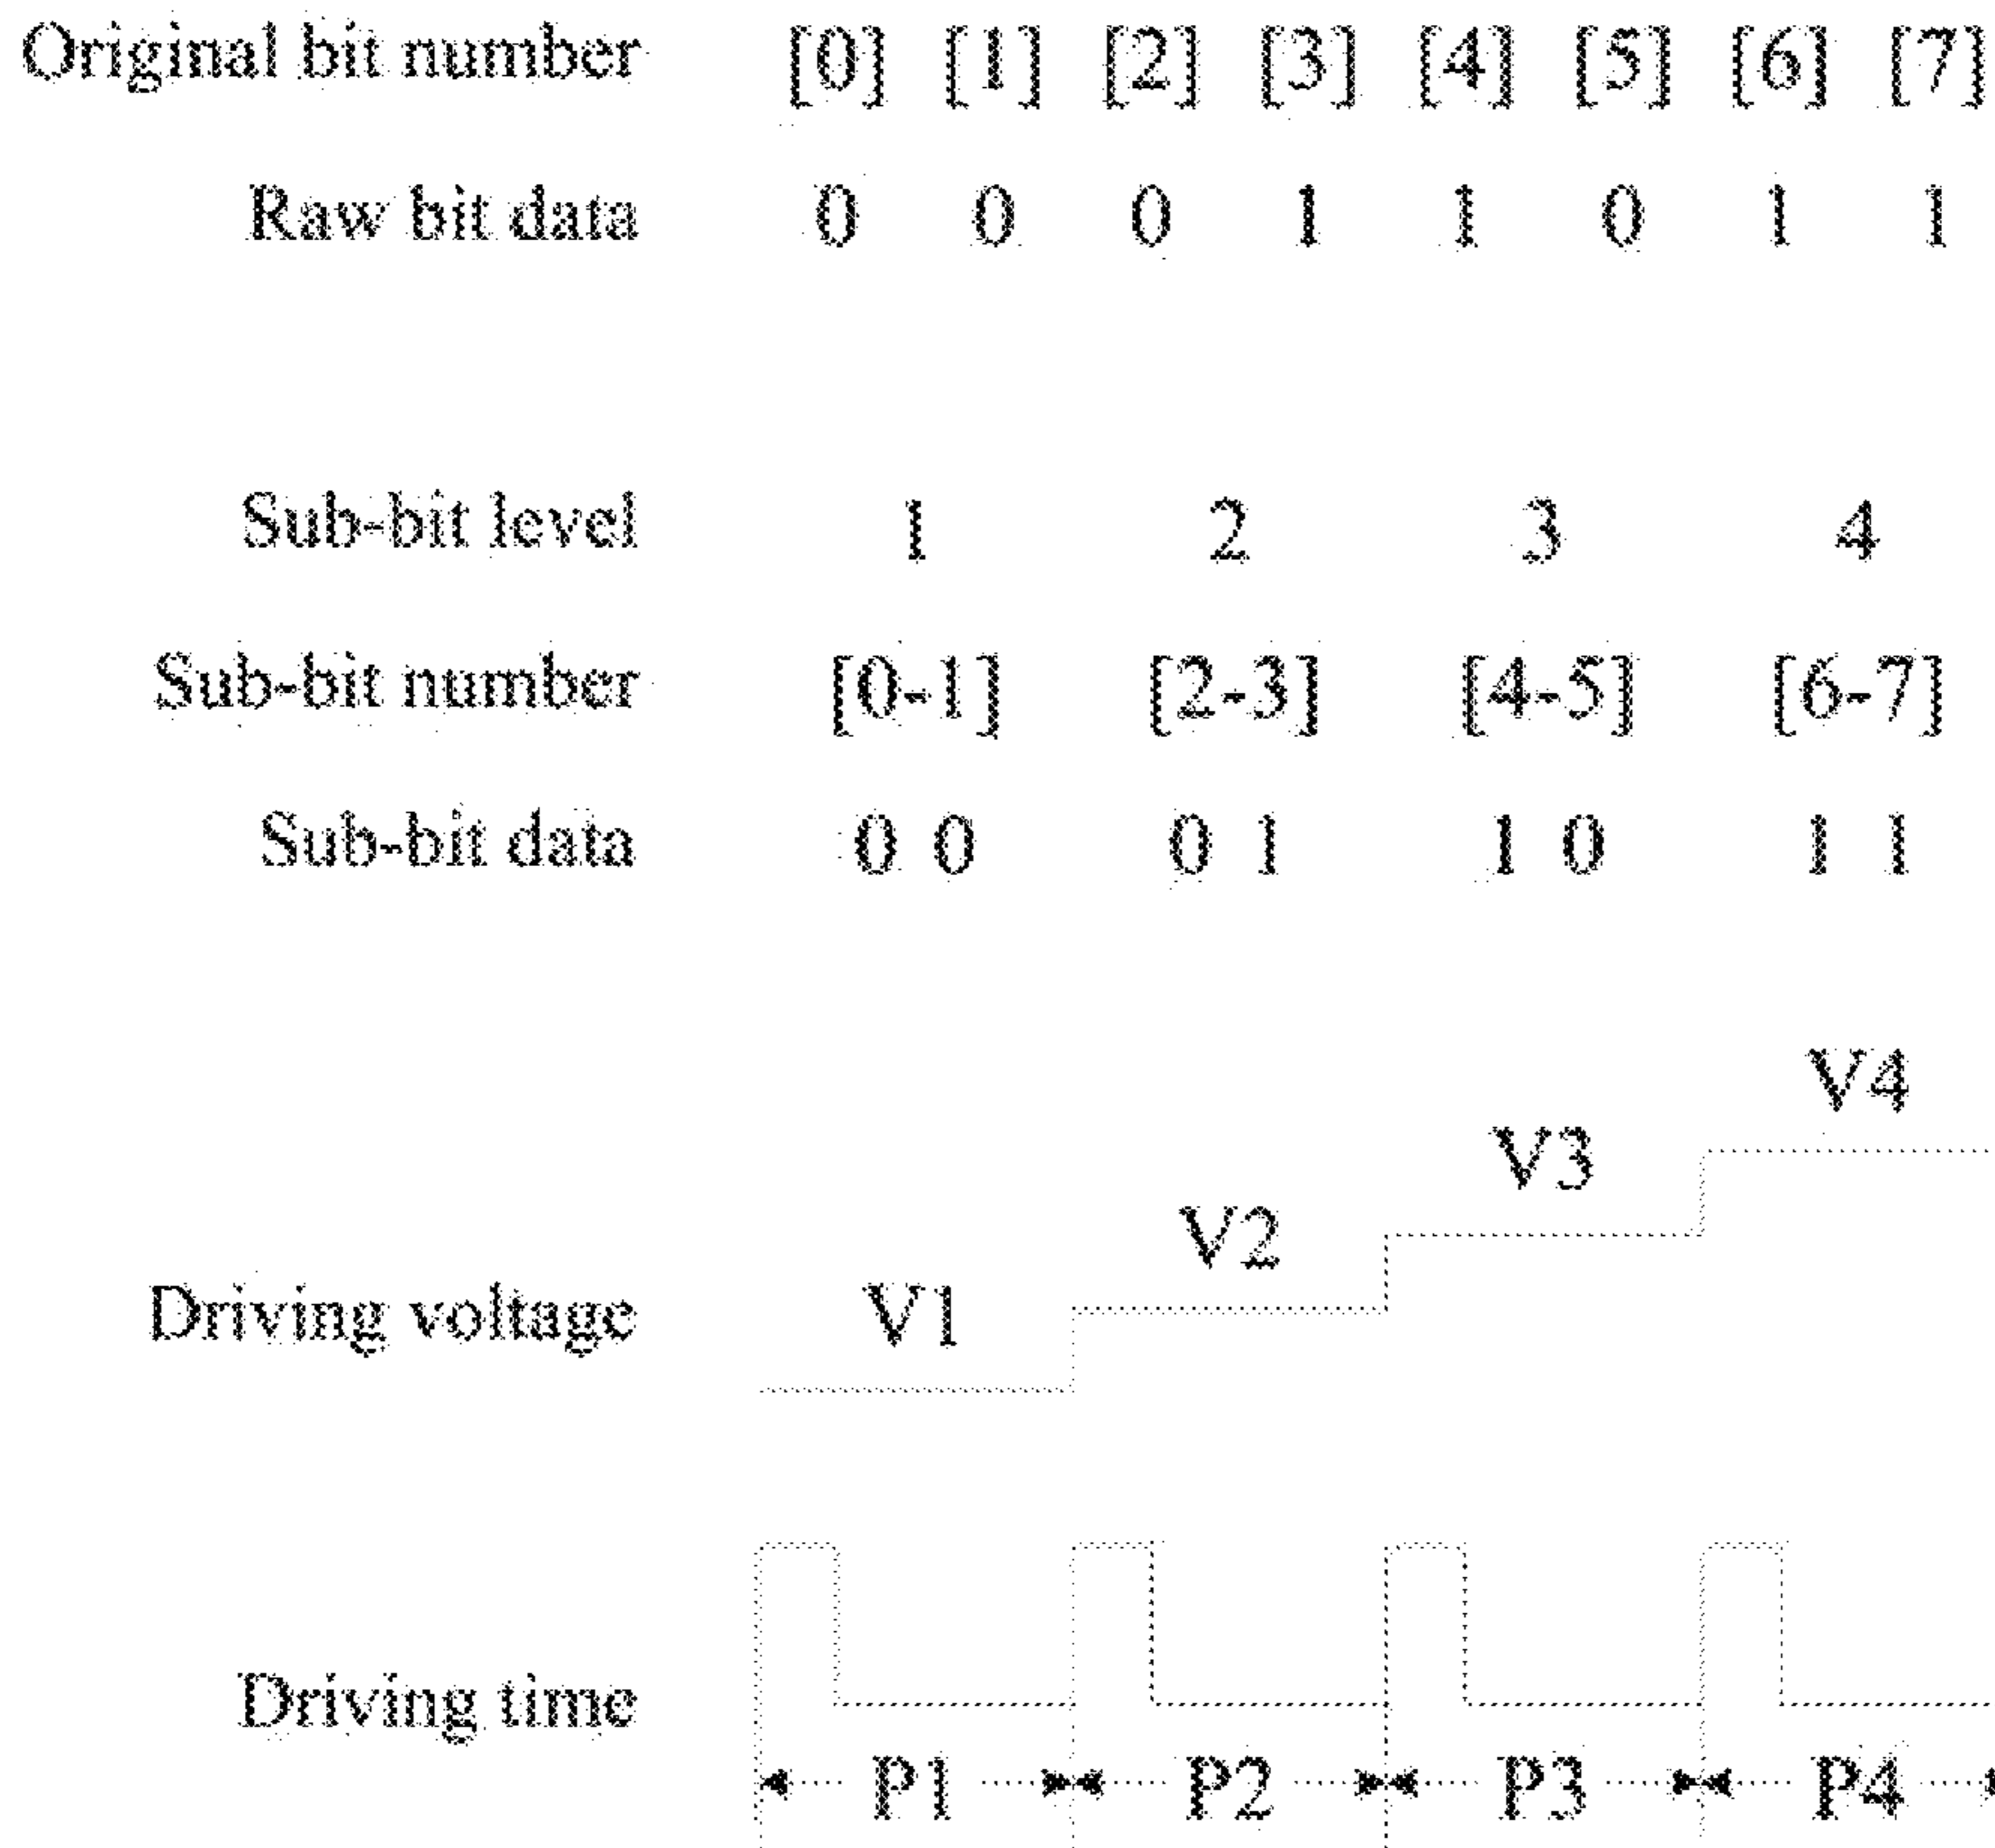 Original bit number [0] [1] [2] [3] [4] [5] [6] [7]
Raw bit data 0 0 0 1 1 0 1 1
Sub-bit level 1 2 3 4
Sub-bit number [0-1] [2-3] [4-5] [6-7]
Sub-bit data 0 0 0 1 1 0 1 1
V4
V3
V2
Driving voltage V1
Driving time
P1 P2 P3 P4